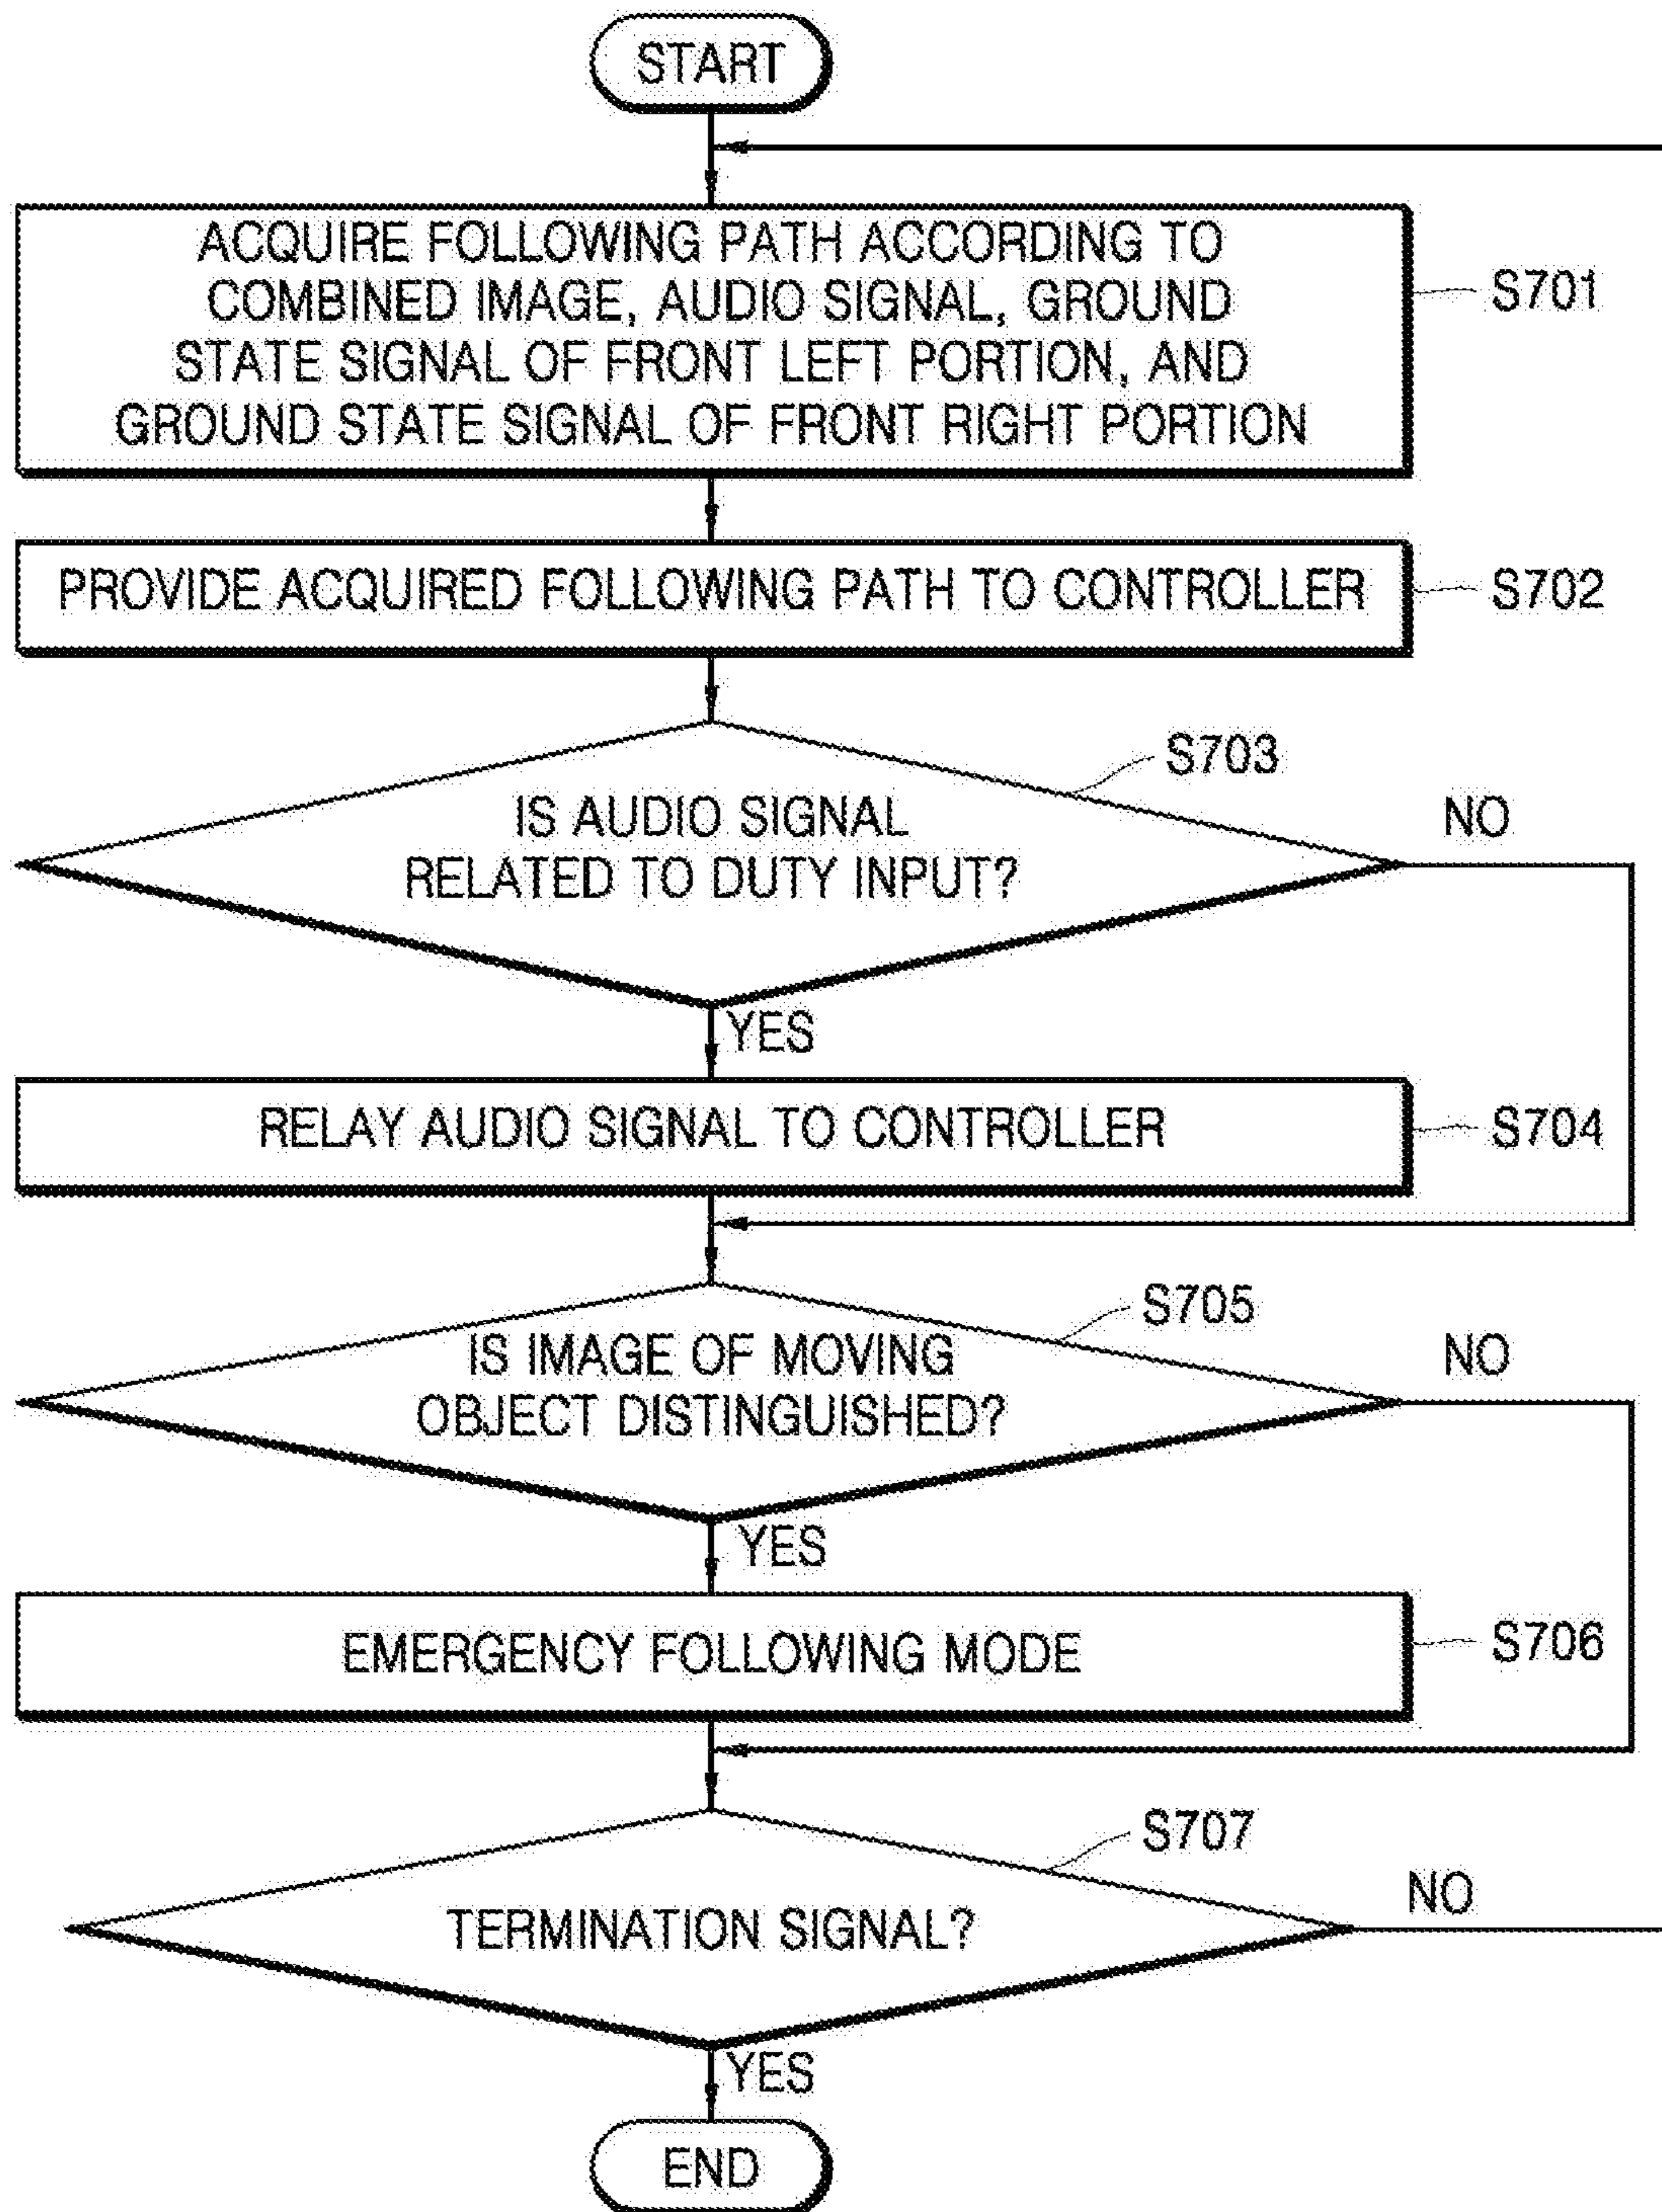 START
ACQUIRE FOLLOWING PATH ACCORDING TO
COMBINED IMAGE, AUDIO SIGNAL, GROUND
STATE SIGNAL OF FRONT LEFT PORTION, AND
GROUND STATE SIGNAL OF FRONT RIGHT PORTION
S701
PROVIDE ACQUIRED FOLLOWING PATH TO CONTROLLER
S702
S703
IS AUDIO SIGNAL
RELATED TO DUTY INPUT?
NO
YES
RELAY AUDIO SIGNAL TO CONTROLLER
S704
S705
IS IMAGE OF MOVING
OBJECT DISTINGUISHED?
NO
YES
EMERGENCY FOLLOWING MODE
S706
S707
TERMINATION SIGNAL?
NO
YES
END